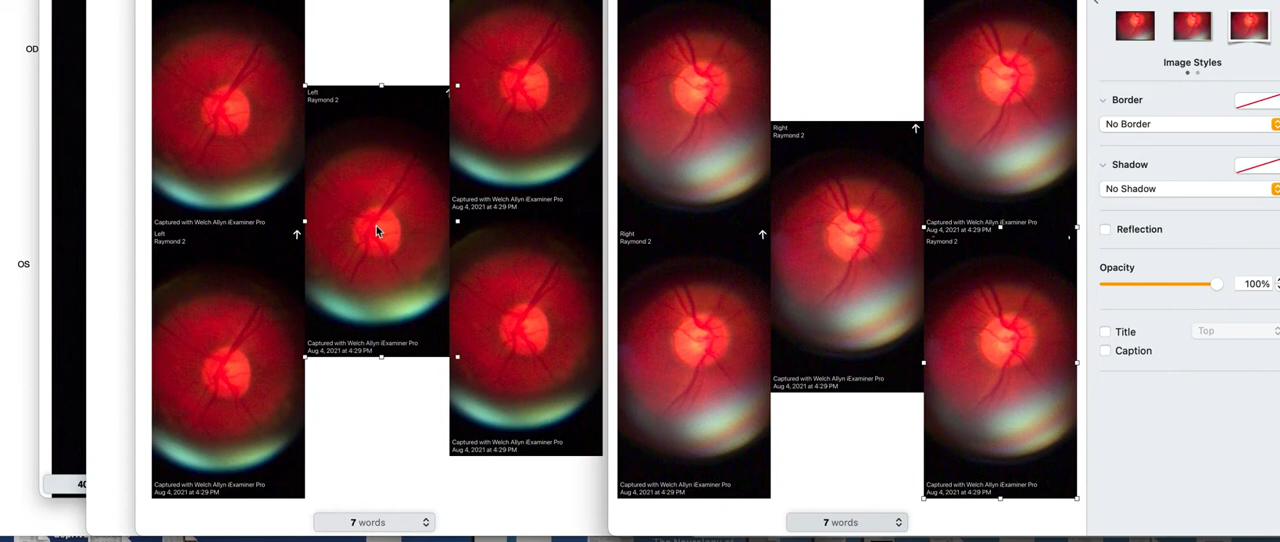 OD
OS
40
Captured with Welch Allyn iExaminer Pro
Left
Raymond 2
Captured with Welch Allyn iExaminer Pro
Aug 4, 2021 at 4:29 PM
Left
Raymond 2
Captured with Welch Allyn iExaminer Pro
Aug 4, 2021 at 4:29 PM
Captured with Welch Allyn iExaminer Pro
Aug 4, 2021 at 4:29 PM
Captured with Welch Allyn iExaminer Pro
Aug 4, 2021 at 4:29 PM
7 words
Right
Raymond 2
Captured with Welch Allyn iExaminer Pro
Aug 4, 2021 at 4:29 PM
Right
Raymond 2
Captured with Welch Allyn iExaminer Pro
Aug 4, 2021 at 4:29 PM
Captured with Welch Allyn iExaminer Pro
Aug 4, 2021 at 4:29 PM
Raymond 2
Captured with Welch Allyn iExaminer Pro
Aug 4, 2021 at 4:29 PM
7 words
Image Styles
Border
No Border
Shadow
No Shadow
Reflection
Opacity
100%
Title
Top
Caption